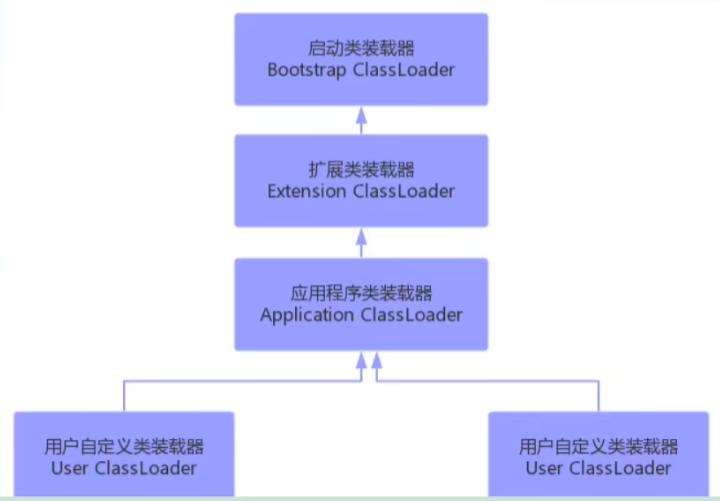 启动类装载器
Bootstrap ClassLoader
扩展类装载器
Extension ClassLoader
应用程序类装载器
Application ClassLoader
用户自定义类装载器
User ClassLoader
用户自定义类装载器
User ClassLoader